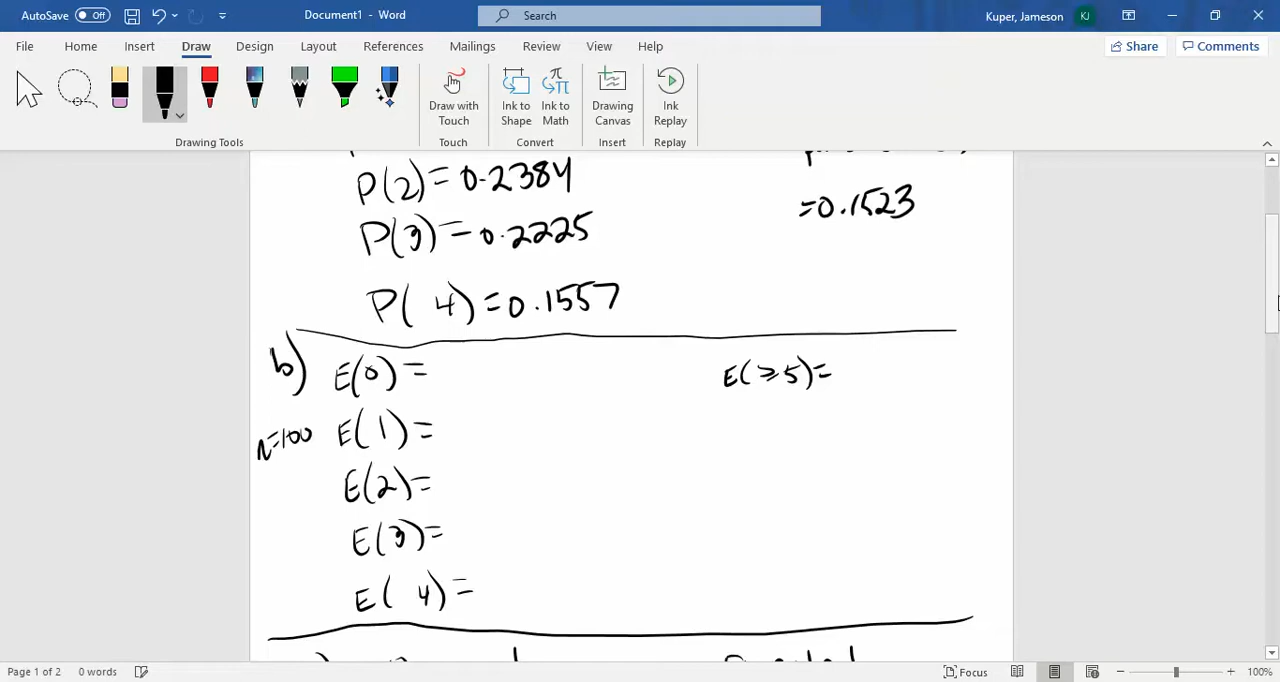 AutoSave Off Document1 - Word Search Kuper, Jameson KJ
File Home Insert Draw Design Layout References Mailings Review View Help Share Comments
Draw with Touch
Ink to Shape
Ink to Math
Drawing Canvas
Ink Replay
Drawing Tools Touch Convert Insert Replay
P(2)=0.2384
=0.1523
P(3)=0.2225
P( 4)=0.1557
b) E(0)= E(≥5)=
n=100 E(1)=
E(2)=
E(3)=
E( 4)=
Page 1 of 2 0 words Focus 100%